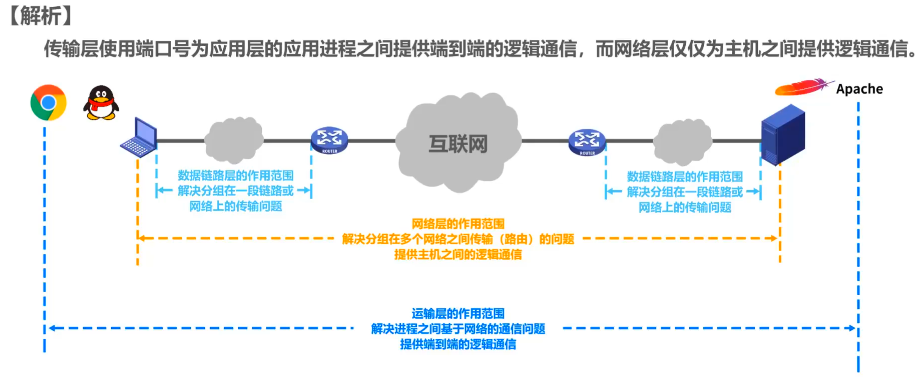 【解析】
传输层使用端口号为应用层的应用进程之间提供端到端的逻辑通信，而网络层仅仅为主机之间提供逻辑通信。
Apache
互联网
ROUTER
ROUTER
数据链路层的作用范围
解决分组在一段链路或
网络上的传输问题
数据链路层的作用范围
解决分组在一段链路或
网络上的传输问题
网络层的作用范围
解决分组在多个网络之间传输（路由）的问题
提供主机之间的逻辑通信
运输层的作用范围
解决进程之间基于网络的通信问题
提供端到端的逻辑通信